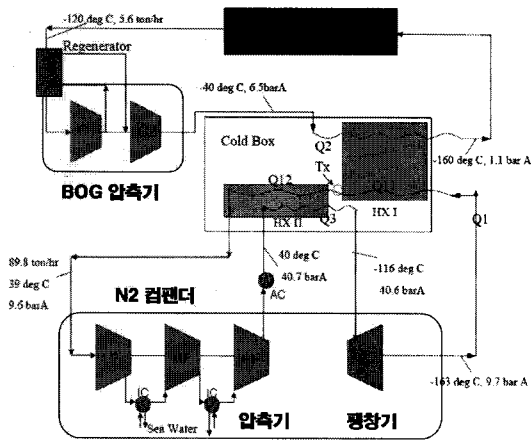 -120 deg C, 5.6 ton/hr
Regenerator
-40 deg C, 6.5barA
BOG 압축기
Cold Box
Q2
-160 deg C, 1.1 bar A
Tx
Q12
HX II
Q3
HX I
Q1
89.8 ton/hr
39 deg C
9.6 barA
N2 컴팬더
40 deg C
40.7 barA
AC
-116 deg C
40.6 barA
IC
IC
Sea Water
압축기
팽창기
-163 deg C, 9.7 bar A